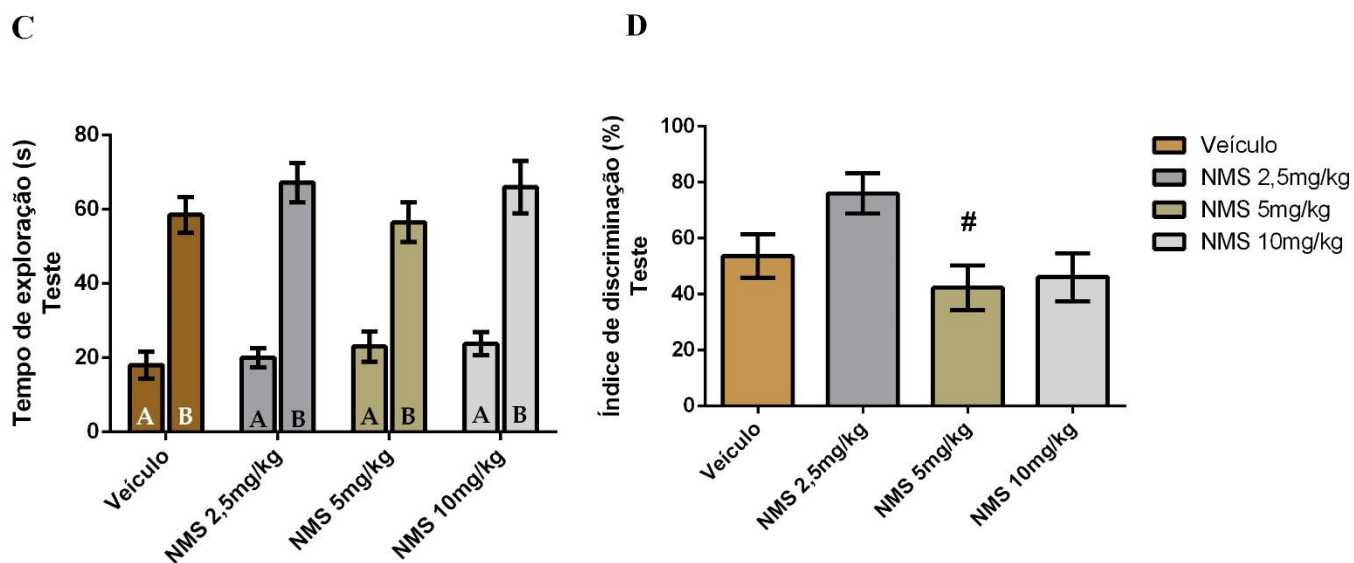 C
Tempo de exploração (s)
Teste
80
60
40
20
0
A B A B A B A B
Veículo
NMS 2,5mg/kg
NMS 5mg/kg
NMS 10mg/kg
D
Índice de discriminação (%)
Teste
100
80
60
40
20
0
#
Veículo
NMS 2,5mg/kg
NMS 5mg/kg
NMS 10mg/kg
Veículo
NMS 2,5mg/kg
NMS 5mg/kg
NMS 10mg/kg